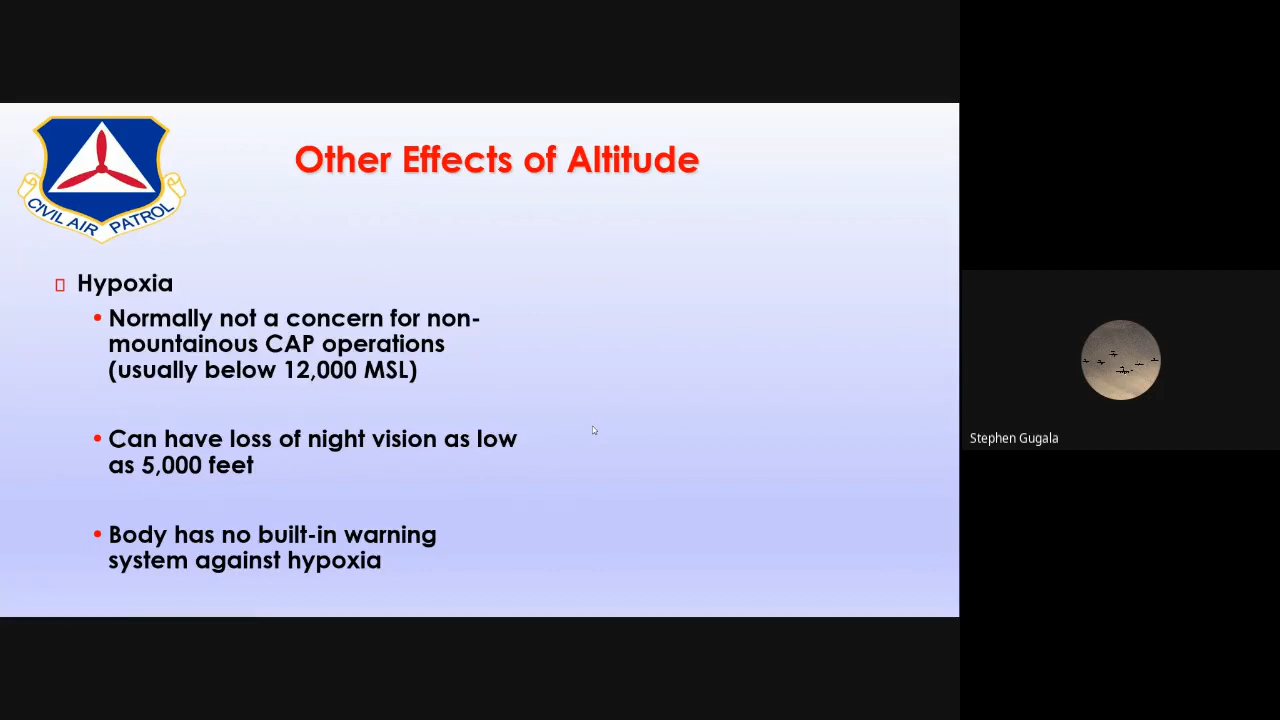 CIVIL AIR PATROL
Other Effects of Altitude
Hypoxia
• Normally not a concern for non-
mountainous CAP operations
(usually below 12,000 MSL)
• Can have loss of night vision as low
as 5,000 feet
• Body has no built-in warning
system against hypoxia
Stephen Gugala